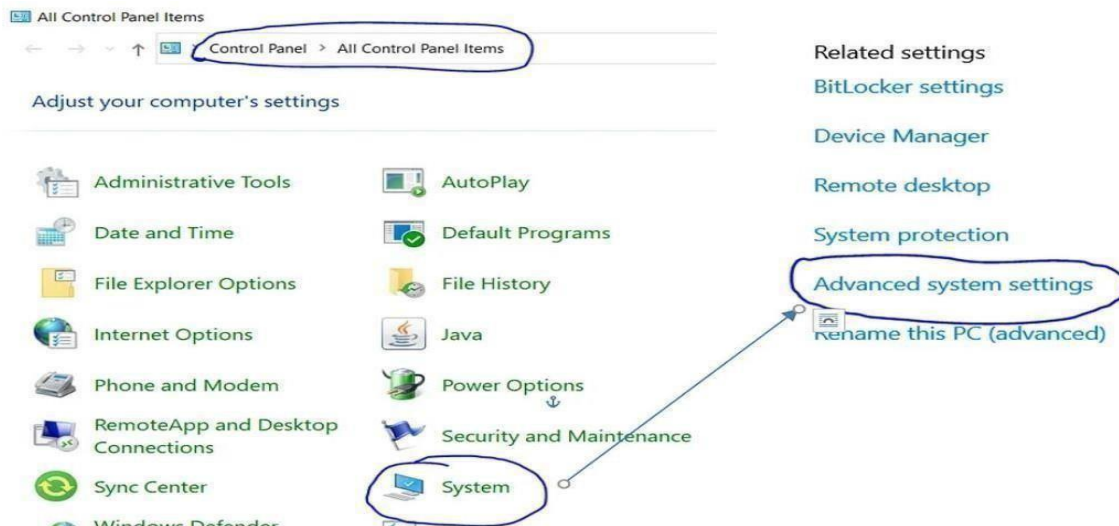 All Control Panel Items
Control Panel > All Control Panel Items
Adjust your computer's settings
Administrative Tools
AutoPlay
Date and Time
Default Programs
File Explorer Options
File History
Internet Options
Java
Phone and Modem
Power Options
RemoteApp and Desktop
Connections
Security and Maintenance
Sync Center
System
Windows Defender
Related settings
BitLocker settings
Device Manager
Remote desktop
System protection
Advanced system settings
Rename this PC (advanced)